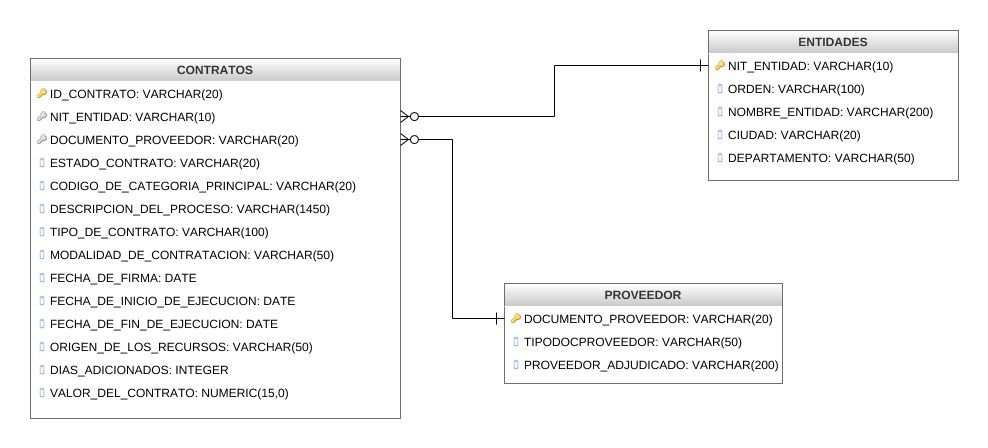 CONTRATOS
ID_CONTRATO: VARCHAR(20)
NIT_ENTIDAD: VARCHAR(10)
DOCUMENTO_PROVEEDOR: VARCHAR(20)
ESTADO_CONTRATO: VARCHAR(20)
CODIGO_DE_CATEGORIA_PRINCIPAL: VARCHAR(20)
DESCRIPCION_DEL_PROCESO: VARCHAR(1450)
TIPO_DE_CONTRATO: VARCHAR(100)
MODALIDAD_DE_CONTRATACION: VARCHAR(50)
FECHA_DE_FIRMA: DATE
FECHA_DE_INICIO_DE_EJECUCION: DATE
FECHA_DE_FIN_DE_EJECUCION: DATE
ORIGEN_DE_LOS_RECURSOS: VARCHAR(50)
DIAS_ADICIONADOS: INTEGER
VALOR_DEL_CONTRATO: NUMERIC(15,0)
ENTIDADES
NIT_ENTIDAD: VARCHAR(10)
ORDEN: VARCHAR(100)
NOMBRE_ENTIDAD: VARCHAR(200)
CIUDAD: VARCHAR(20)
DEPARTAMENTO: VARCHAR(50)
PROVEEDOR
DOCUMENTO_PROVEEDOR: VARCHAR(20)
TIPODOCPROVEEDOR: VARCHAR(50)
PROVEEDOR_ADJUDICADO: VARCHAR(200)